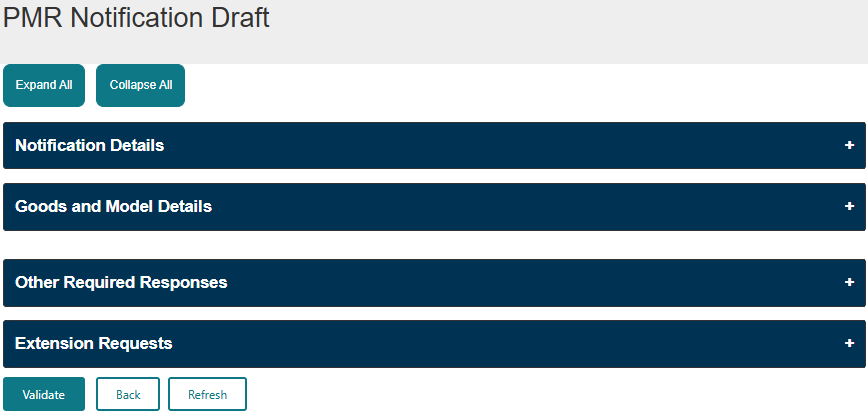 PMR Notification Draft
Expand All Collapse All
Notification Details +
Goods and Model Details +
Other Required Responses +
Extension Requests +
Validate Back Refresh